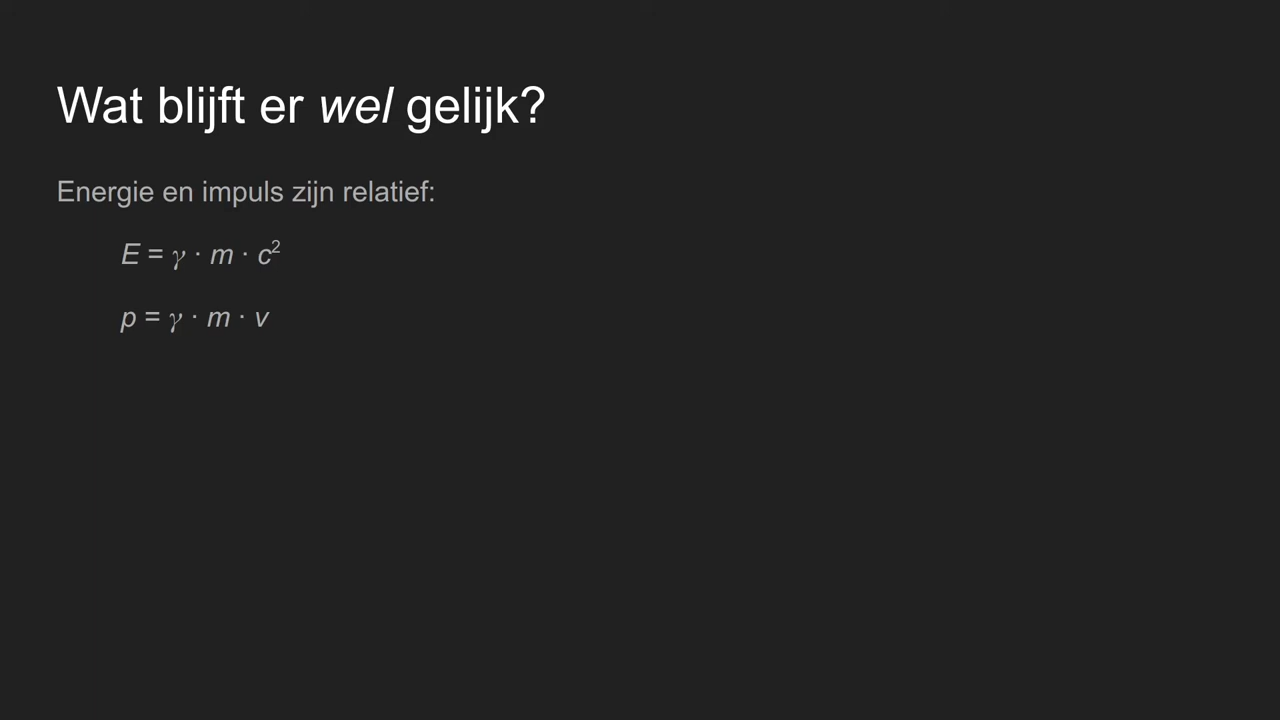 Wat blijft er wel gelijk?
Energie en impuls zijn relatief:
E = γ · m · c²
p = γ · m · v